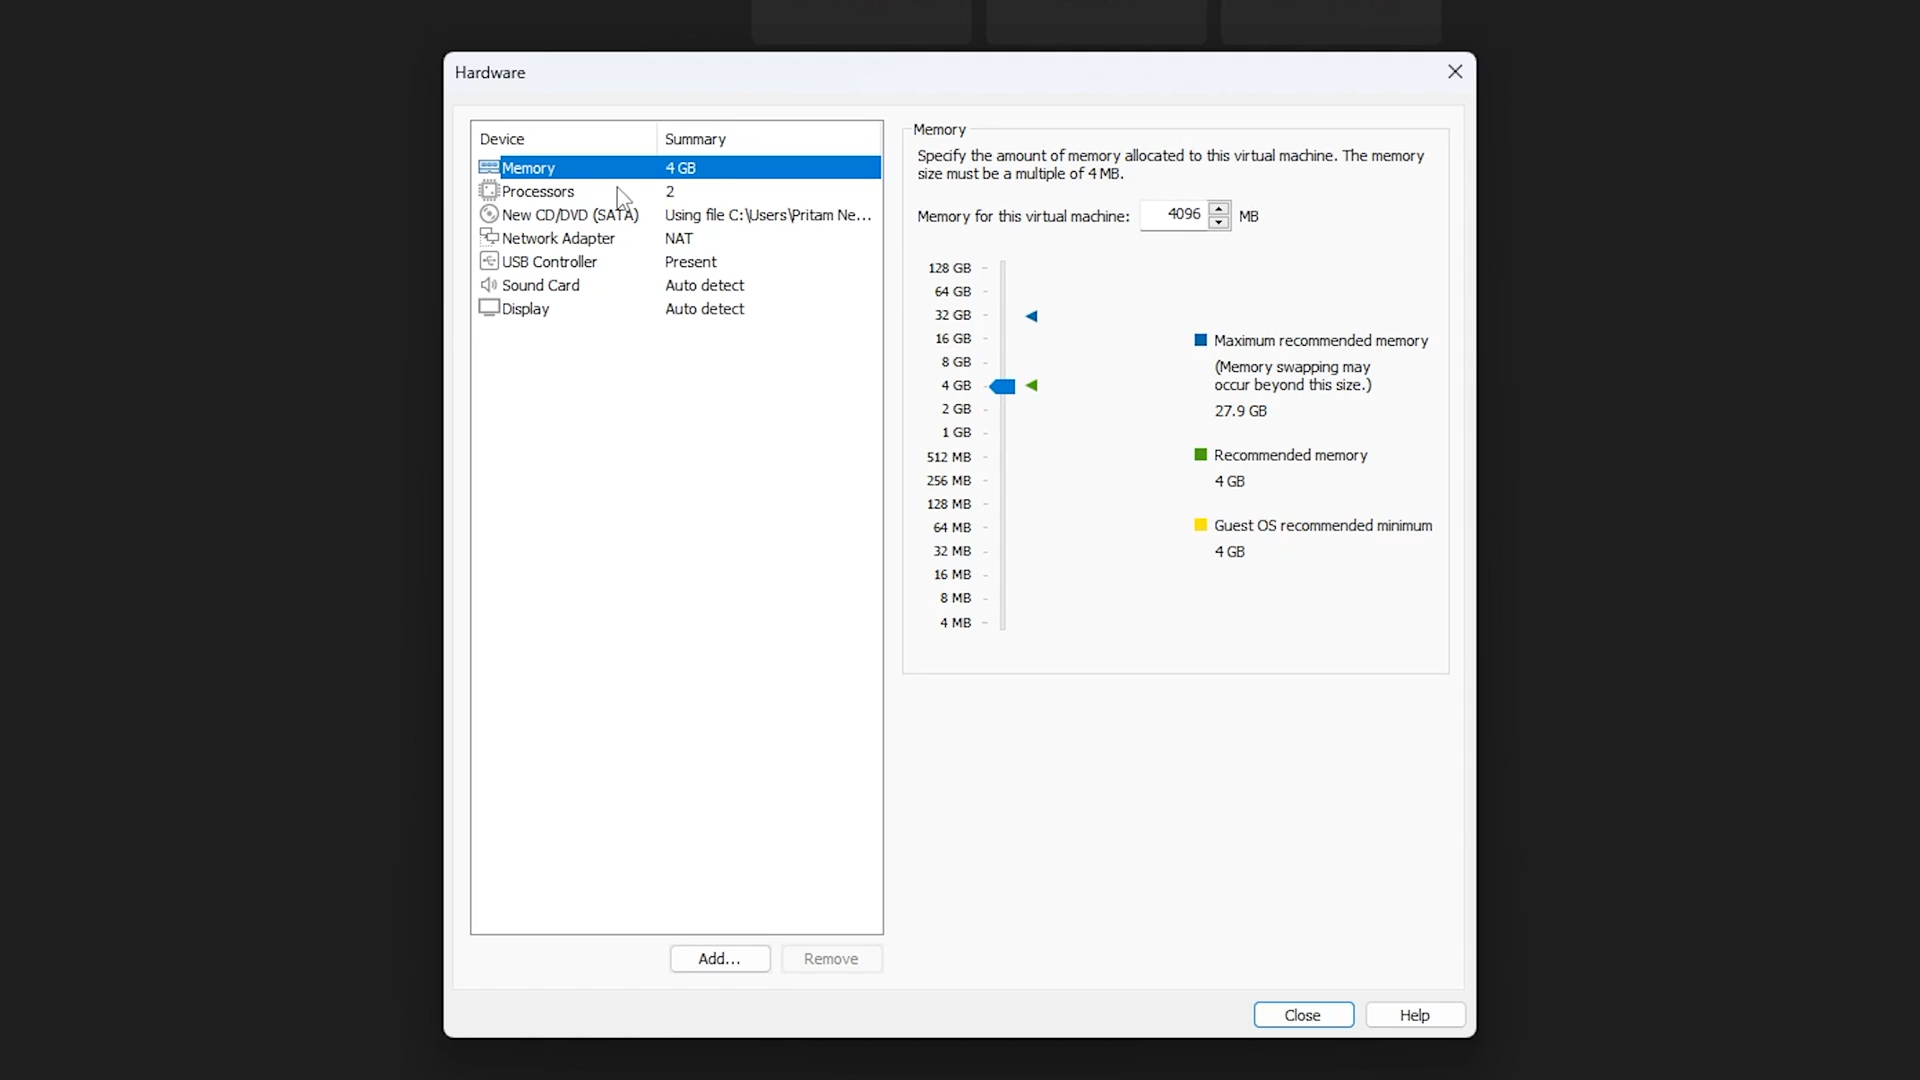 Hardware
Device Summary
Memory 4 GB
Processors 2
New CD/DVD (SATA) Using file C:\Users\Pritam Ne...
Network Adapter NAT
USB Controller Present
Sound Card Auto detect
Display Auto detect
Add...
Remove
Memory
Specify the amount of memory allocated to this virtual machine. The memory
size must be a multiple of 4 MB.
Memory for this virtual machine: 4096 MB
128 GB
64 GB
32 GB
16 GB
8 GB
4 GB
2 GB
1 GB
512 MB
256 MB
128 MB
64 MB
32 MB
16 MB
8 MB
4 MB
Maximum recommended memory
(Memory swapping may
occur beyond this size.)
27.9 GB
Recommended memory
4 GB
Guest OS recommended minimum
4 GB
Close
Help